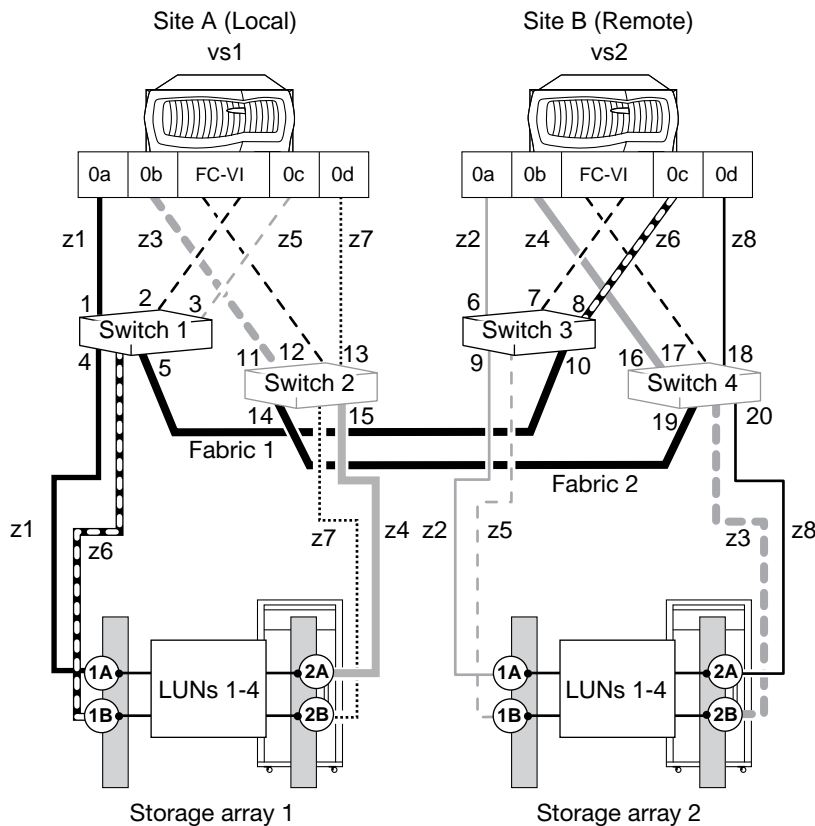 Site A (Local)
vs1
Site B (Remote)
vs2
0a 0b FC-VI 0c 0d
0a 0b FC-VI 0c 0d
z1 z3 z5 z7
z2 z4 z6 z8
1 2 3
Switch 1
4 5
6 7 8
Switch 3
9 10
11 12 13
Switch 2
14 15
16 17 18
Switch 4
19 20
Fabric 1
Fabric 2
z1 z6 z7 z4
z2 z5 z3 z8
1A LUNs 1-4 2A
1B 2B
1A LUNs 1-4 2A
1B 2B
Storage array 1
Storage array 2